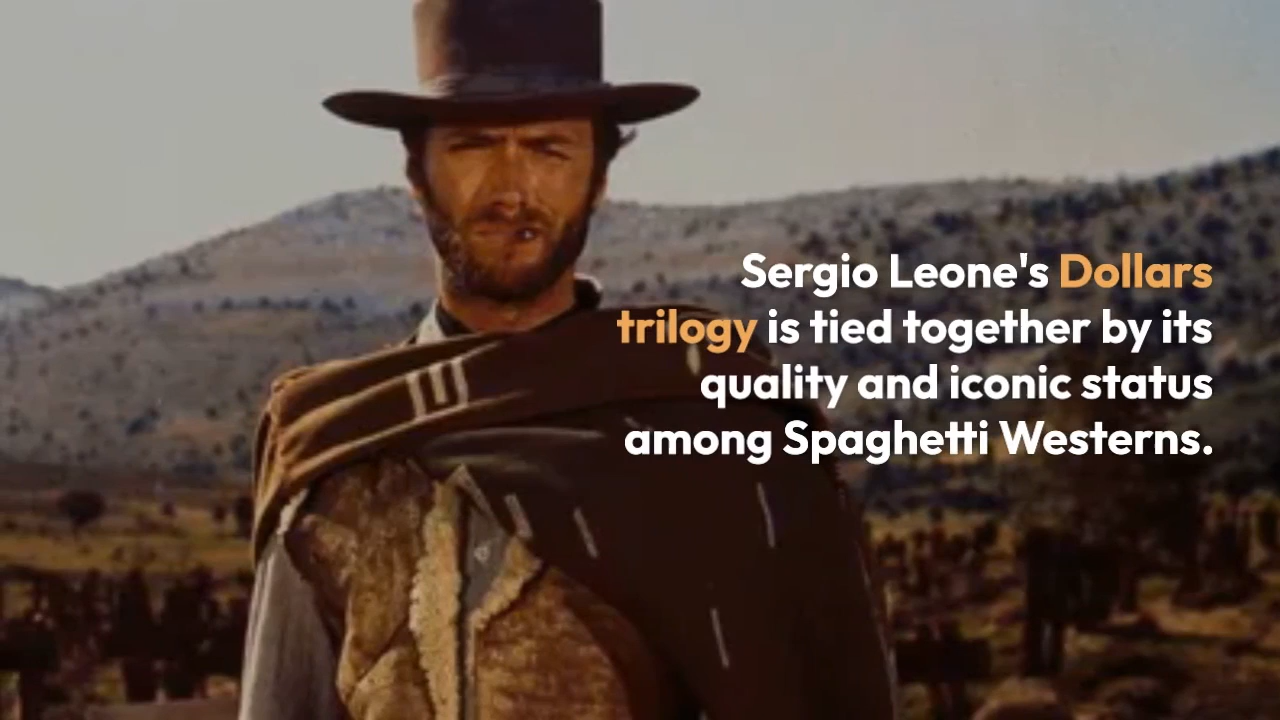 Sergio Leone's Dollars
trilogy is tied together by its
quality and iconic status
among Spaghetti Westerns.